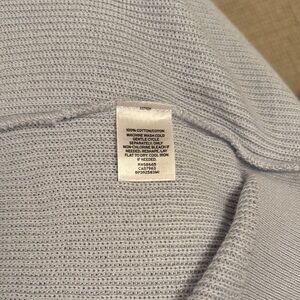 100% COTTON/COTON
MACHINE WASH COLD
GENTLE CYCLE
SEPARATELY. ONLY
NON-CHLORINE BLEACH IF
NEEDED. RESHAPE, LAY
FLAT TO DRY. COOL IRON
IF NEEDED.
RN58665